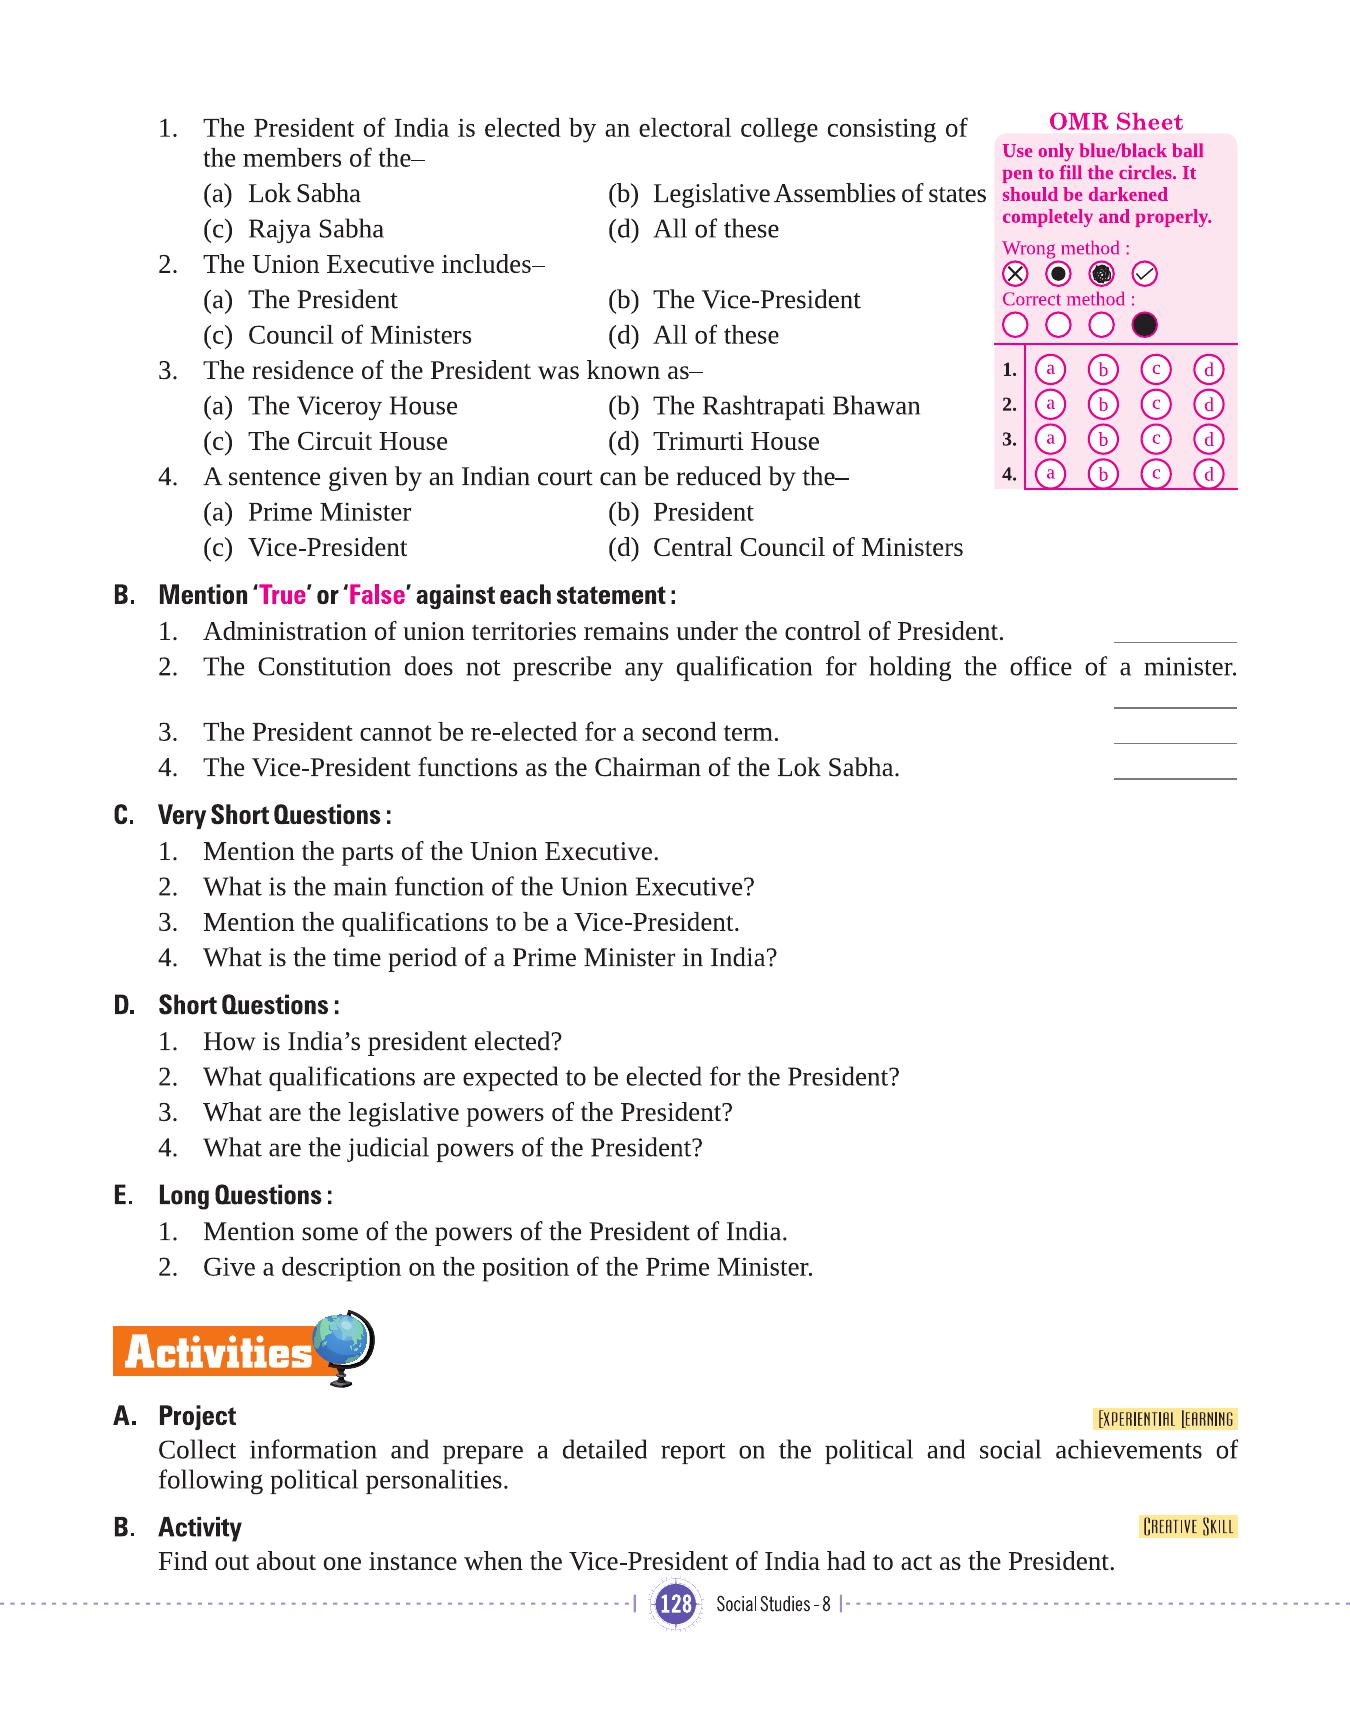 1. The President of India is elected by an electoral college consisting of
the members of the–
(a) Lok Sabha (b) Legislative Assemblies of states
(c) Rajya Sabha (d) All of these
2. The Union Executive includes–
(a) The President (b) The Vice-President
(c) Council of Ministers (d) All of these
3. The residence of the President was known as–
(a) The Viceroy House (b) The Rashtrapati Bhawan
(c) The Circuit House (d) Trimurti House
4. A sentence given by an Indian court can be reduced by the–
(a) Prime Minister (b) President
(c) Vice-President (d) Central Council of Ministers
OMR Sheet
Use only blue/black ball
pen to fill the circles. It
should be darkened
completely and properly.
Wrong method :
Correct method :
1. a b c d
2. a b c d
3. a b c d
4. a b c d
B. Mention ‘True’ or ‘False’ against each statement :
1. Administration of union territories remains under the control of President.
2. The Constitution does not prescribe any qualification for holding the office of a minister.
3. The President cannot be re-elected for a second term.
4. The Vice-President functions as the Chairman of the Lok Sabha.
C. Very Short Questions :
1. Mention the parts of the Union Executive.
2. What is the main function of the Union Executive?
3. Mention the qualifications to be a Vice-President.
4. What is the time period of a Prime Minister in India?
D. Short Questions :
1. How is India’s president elected?
2. What qualifications are expected to be elected for the President?
3. What are the legislative powers of the President?
4. What are the judicial powers of the President?
E. Long Questions :
1. Mention some of the powers of the President of India.
2. Give a description on the position of the Prime Minister.
Activities
A. Project EXPERIENTIAL LEARNING
Collect information and prepare a detailed report on the political and social achievements of
following political personalities.
B. Activity CREATIVE SKILL
Find out about one instance when the Vice-President of India had to act as the President.
128 Social Studies - 8